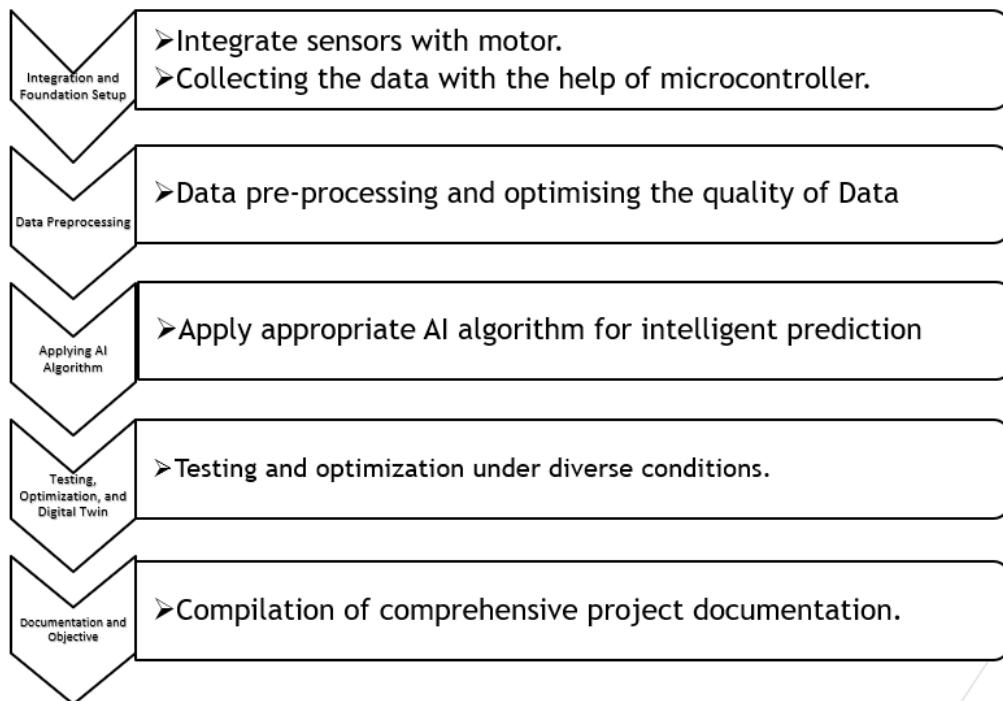 Integration and
Foundation Setup
➢Integrate sensors with motor.
➢Collecting the data with the help of microcontroller.
Data Preprocessing
➢Data pre-processing and optimising the quality of Data
Applying AI
Algorithm
➢Apply appropriate AI algorithm for intelligent prediction
Testing,
Optimization, and
Digital Twin
➢Testing and optimization under diverse conditions.
Documentation and
Objective
➢Compilation of comprehensive project documentation.